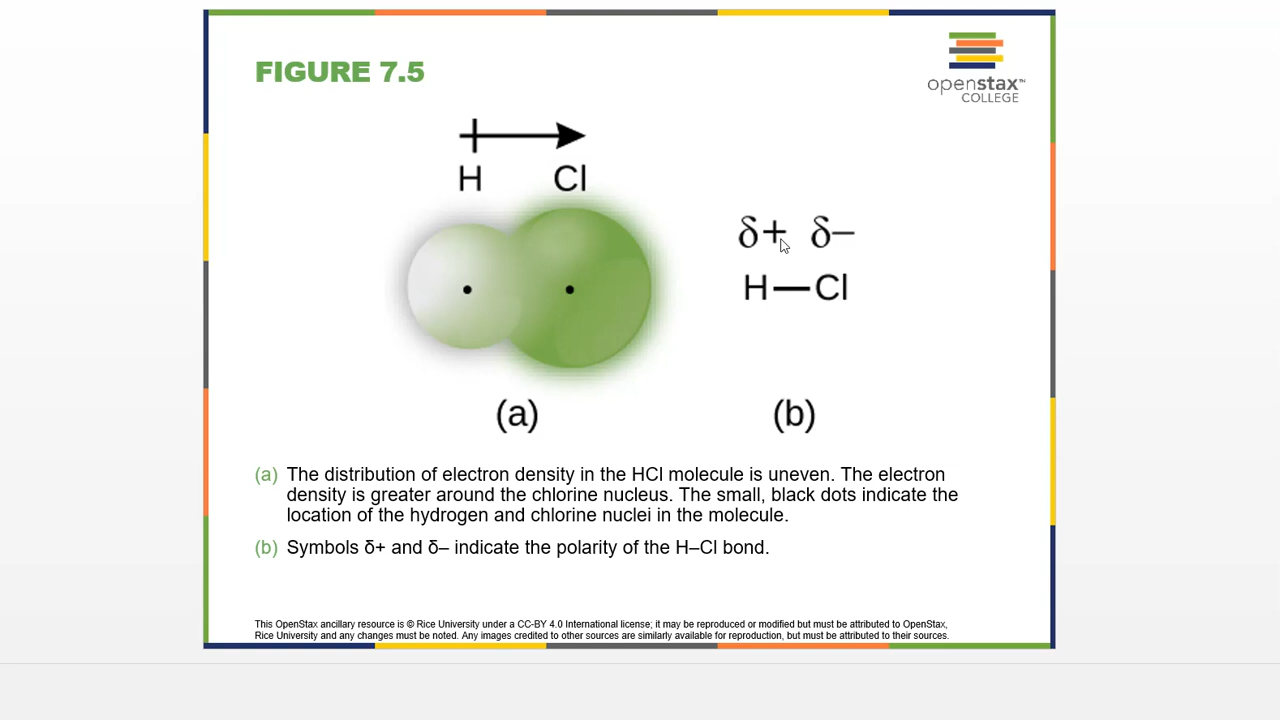 FIGURE 7.5
openstax™
COLLEGE
H Cl
δ+ δ–
H—Cl
(a) (b)
(a) The distribution of electron density in the HCl molecule is uneven. The electron
density is greater around the chlorine nucleus. The small, black dots indicate the
location of the hydrogen and chlorine nuclei in the molecule.
(b) Symbols δ+ and δ– indicate the polarity of the H–Cl bond.
This OpenStax ancillary resource is © Rice University under a CC-BY 4.0 International license; it may be reproduced or modified but must be attributed to OpenStax,
Rice University and any changes must be noted. Any images credited to other sources are similarly available for reproduction, but must be attributed to their sources.